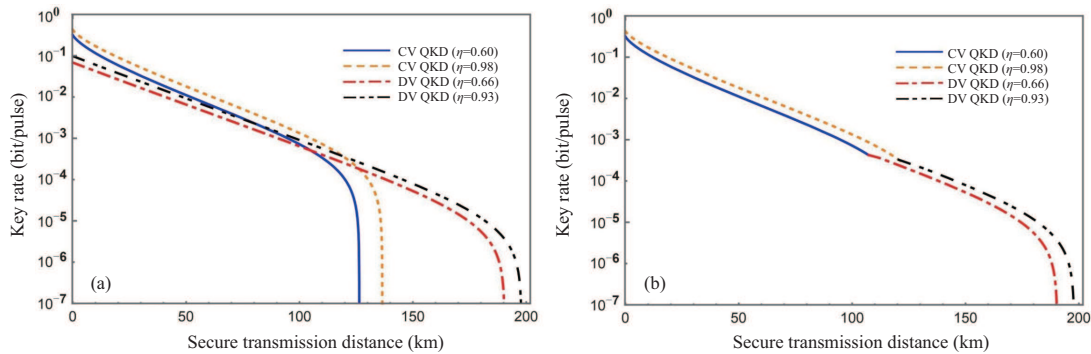 10^0
10^-1
10^-2
10^-3
10^-4
10^-5
10^-6
10^-7
Key rate (bit/pulse)
CV QKD (η=0.60)
CV QKD (η=0.98)
DV QKD (η=0.66)
DV QKD (η=0.93)
(a)
0 50 100 150 200
Secure transmission distance (km)
10^0
10^-1
10^-2
10^-3
10^-4
10^-5
10^-6
10^-7
Key rate (bit/pulse)
CV QKD (η=0.60)
CV QKD (η=0.98)
DV QKD (η=0.66)
DV QKD (η=0.93)
(b)
0 50 100 150 200
Secure transmission distance (km)